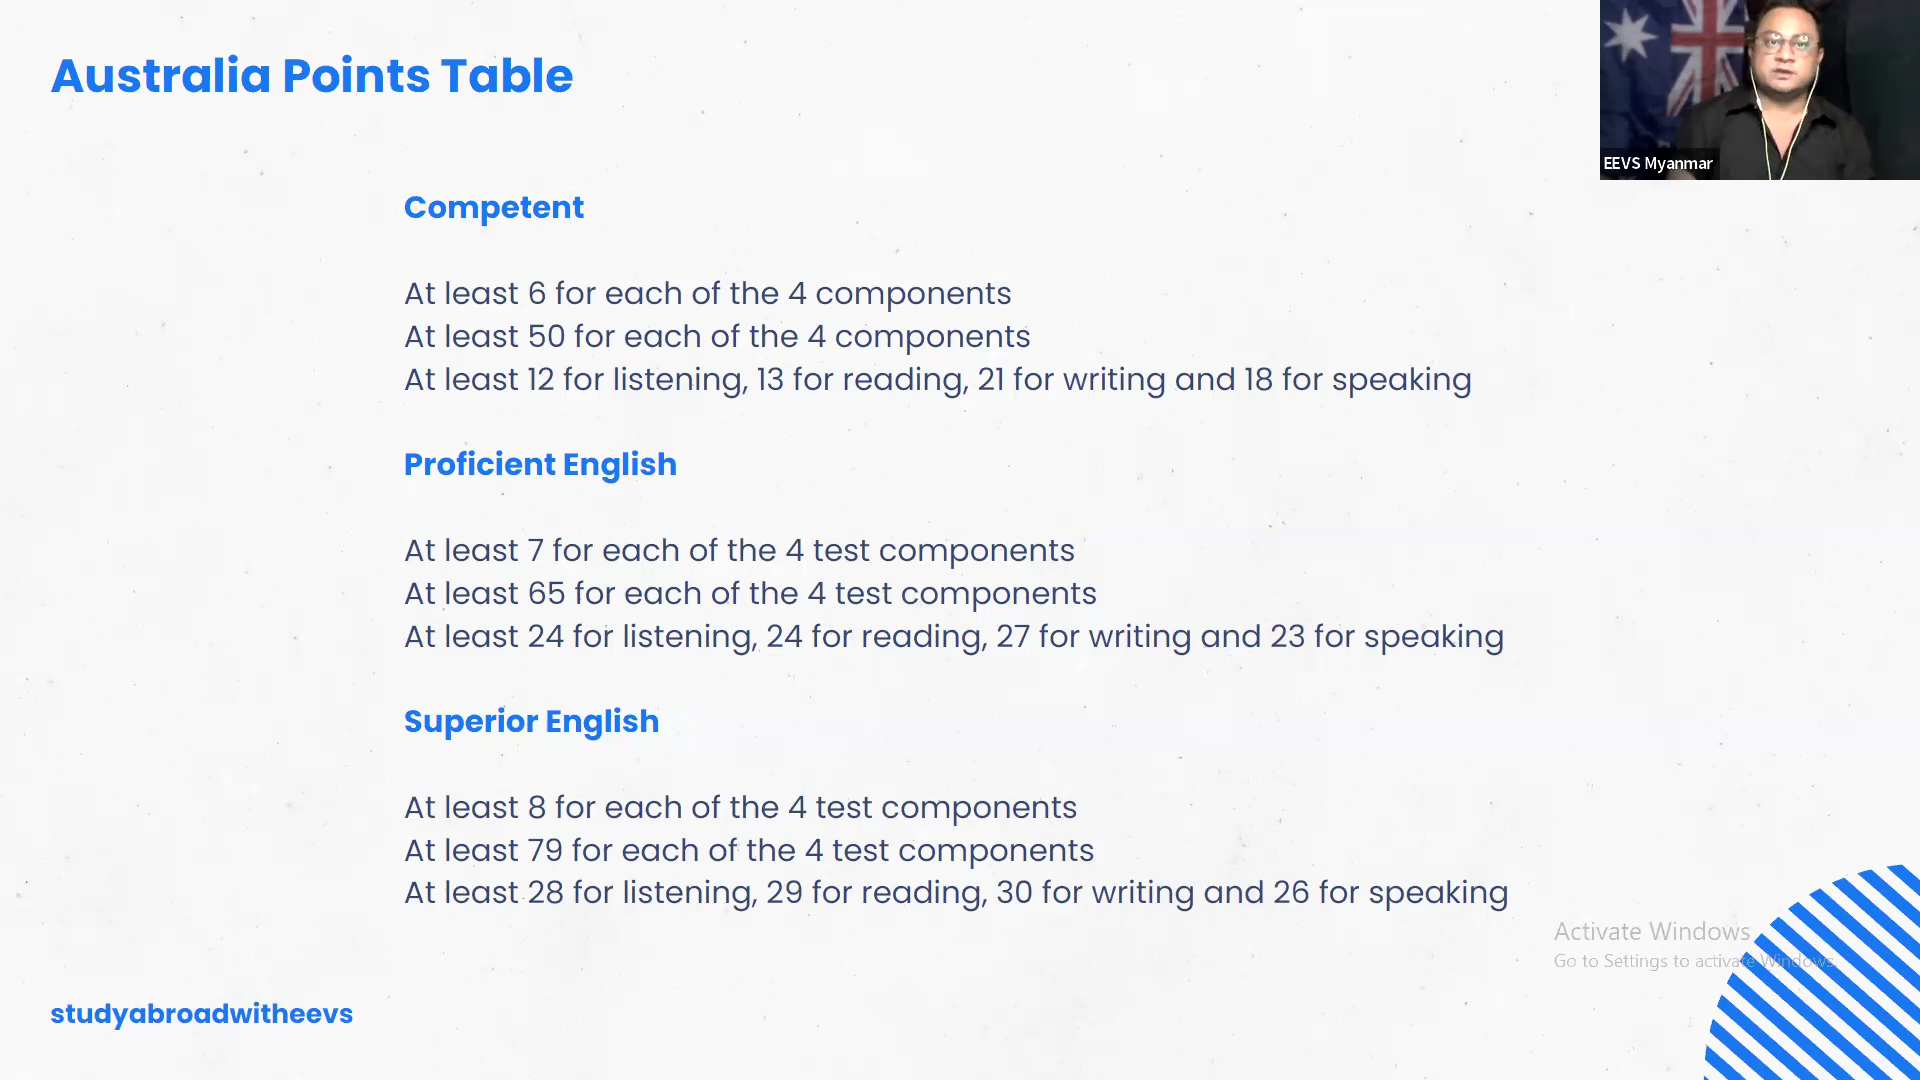 Australia Points Table
EEVS Myanmar
Competent
At least 6 for each of the 4 components
At least 50 for each of the 4 components
At least 12 for listening, 13 for reading, 21 for writing and 18 for speaking
Proficient English
At least 7 for each of the 4 test components
At least 65 for each of the 4 test components
At least 24 for listening, 24 for reading, 27 for writing and 23 for speaking
Superior English
At least 8 for each of the 4 test components
At least 79 for each of the 4 test components
At least 28 for listening, 29 for reading, 30 for writing and 26 for speaking
Activate Windows
Go to Settings to activate Windows.
studyabroadwitheevs